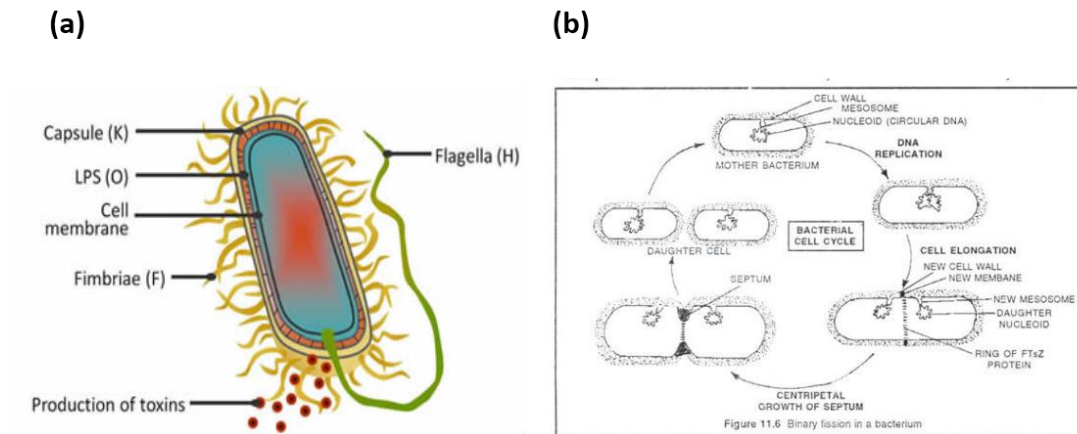 (a)
Capsule (K)
LPS (O)
Cell
membrane
Fimbriae (F)
Production of toxins
Flagella (H)
(b)
CELL WALL
MESOSOME
NUCLEOID (CIRCULAR DNA)
MOTHER BACTERIUM
DNA
REPLICATION
BACTERIAL
CELL CYCLE
DAUGHTER CELL
CELL ELONGATION
NEW CELL WALL
NEW MEMBANE
NEW MESOSOME
DAUGHTER
NUCLEOID
SEPTUM
RING OF FTsZ
PROTEIN
CENTRIPETAL
GROWTH OF SEPTUM
Figure 11.6 Binary fission in a bacterium